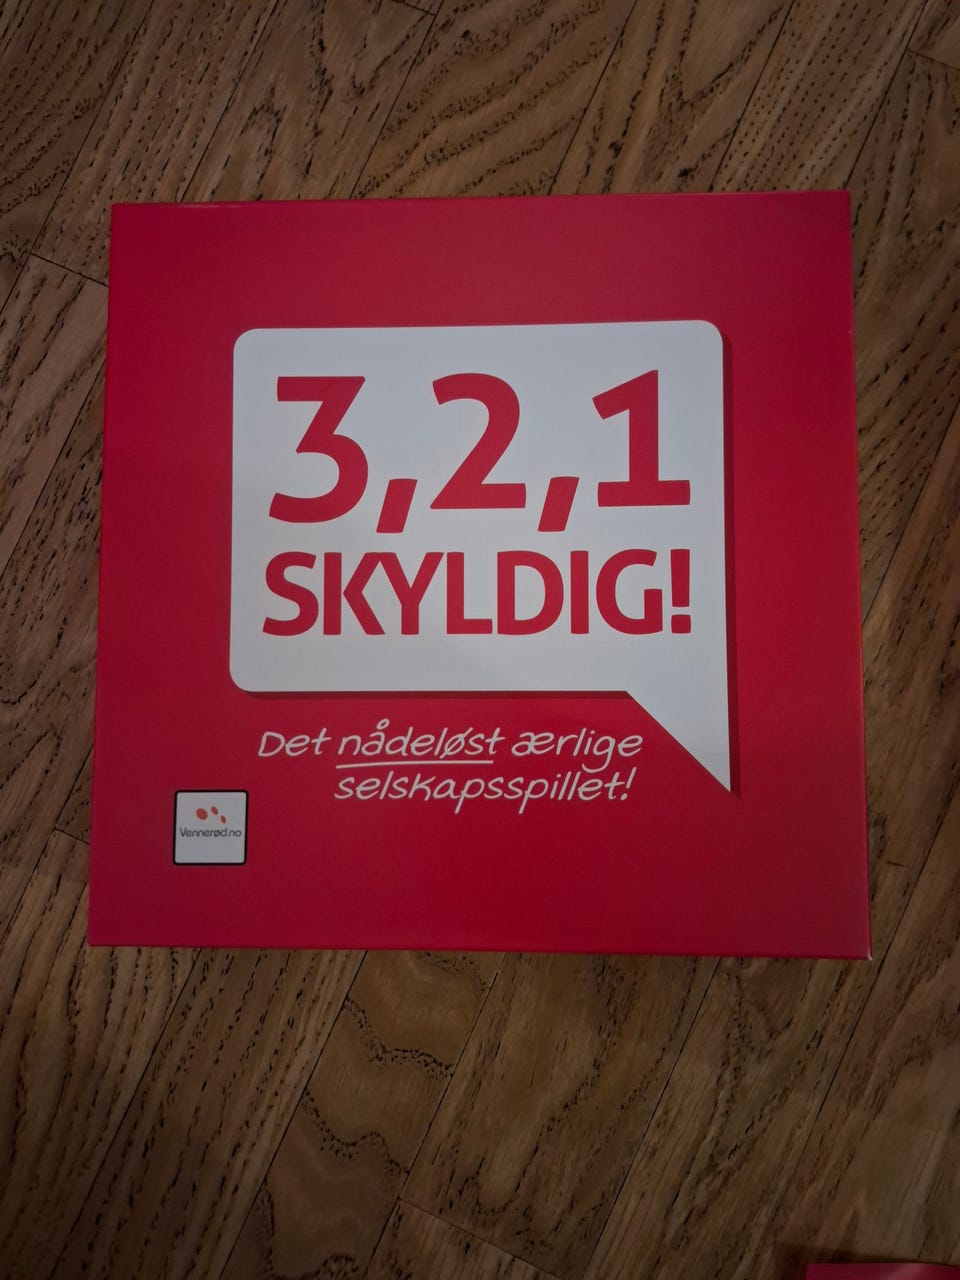 3,2,1
SKYLDIG!
Det nådeløst ærlige
selskapsspillet!
Vennerød.no